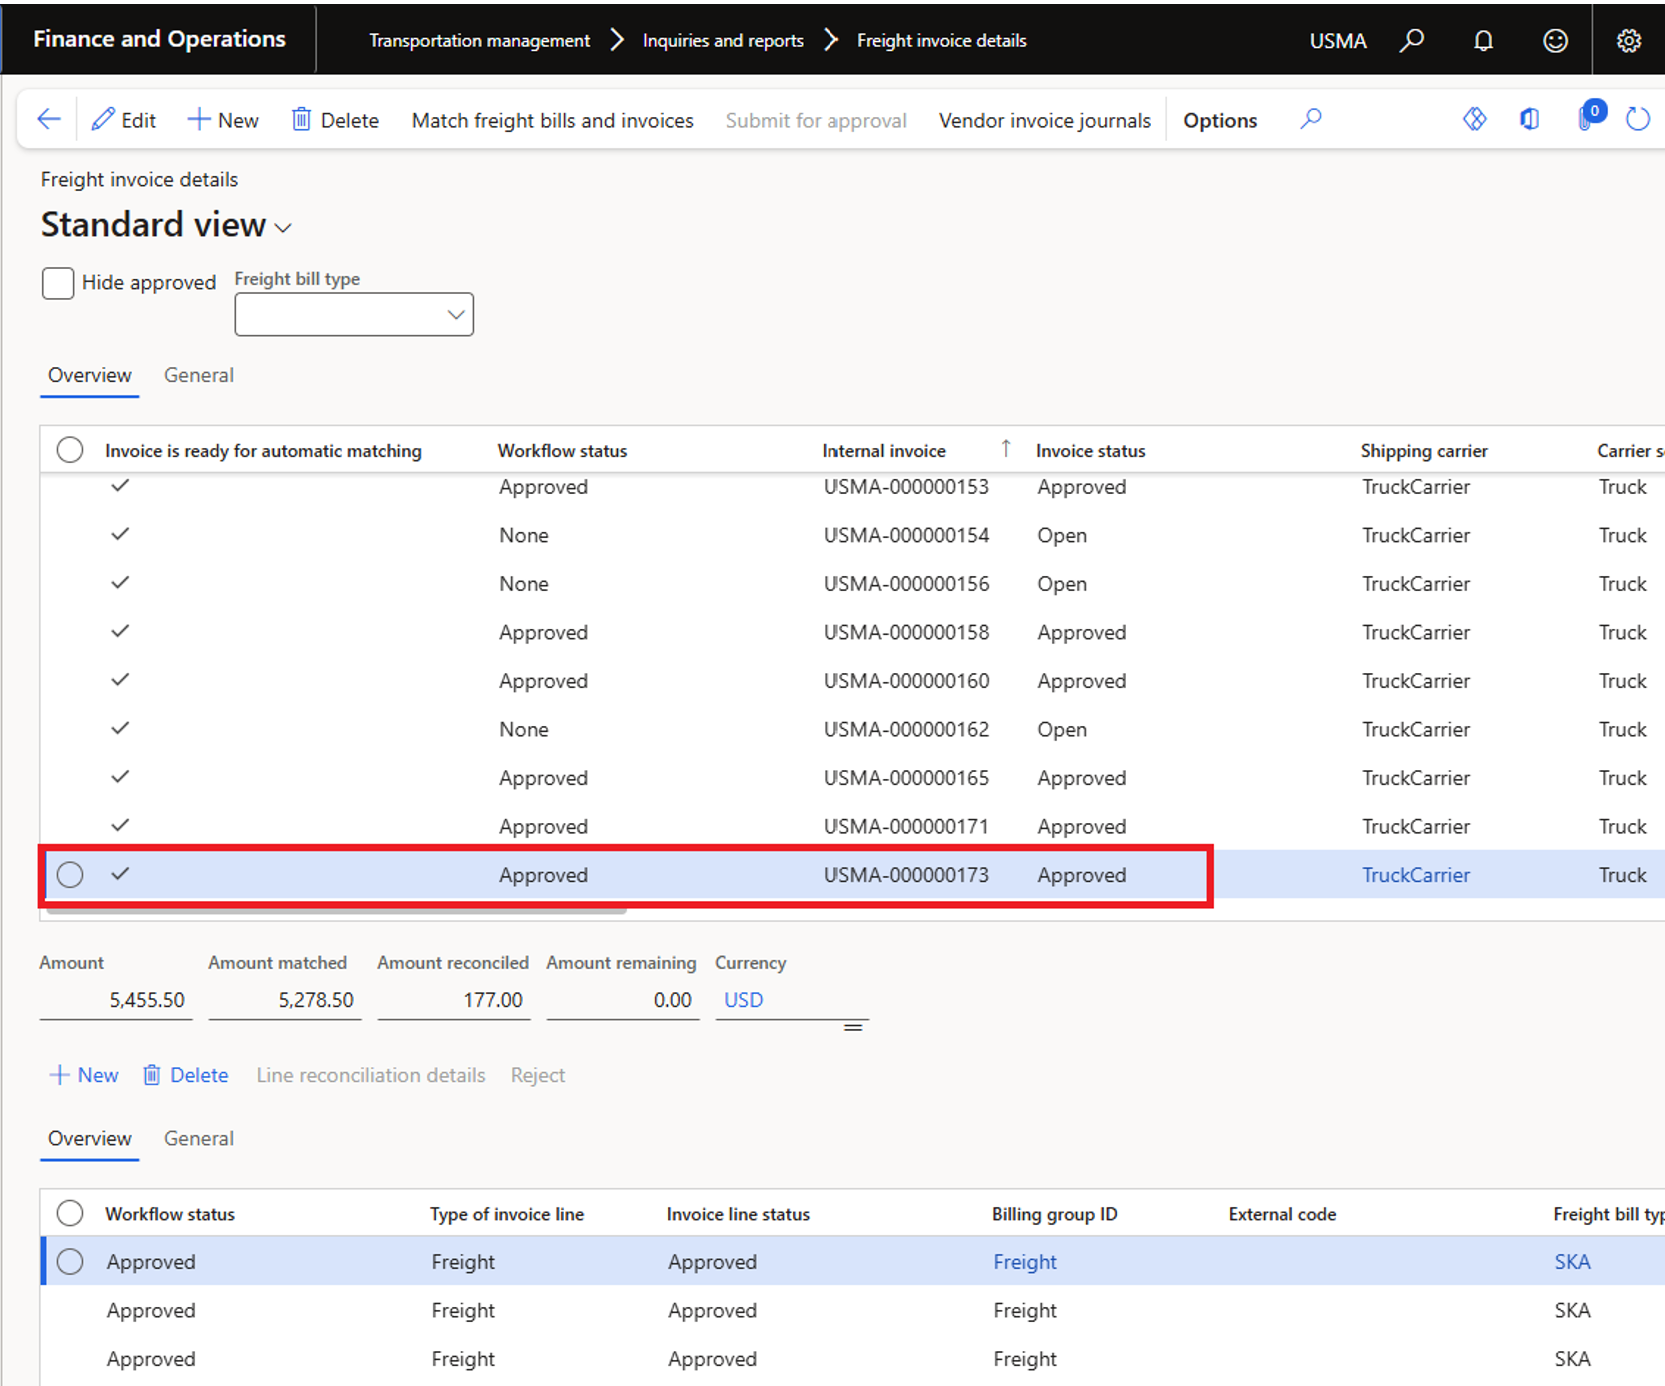 Finance and Operations
Transportation management > Inquiries and reports > Freight invoice details
USMA
Edit New Delete Match freight bills and invoices Submit for approval Vendor invoice journals Options 0
Freight invoice details
Standard view
Hide approved Freight bill type
Overview General
Invoice is ready for automatic matching Workflow status Internal invoice ↑ Invoice status Shipping carrier Carrier s
Approved USMA-000000153 Approved TruckCarrier Truck
None USMA-000000154 Open TruckCarrier Truck
None USMA-000000156 Open TruckCarrier Truck
Approved USMA-000000158 Approved TruckCarrier Truck
Approved USMA-000000160 Approved TruckCarrier Truck
None USMA-000000162 Open TruckCarrier Truck
Approved USMA-000000165 Approved TruckCarrier Truck
Approved USMA-000000171 Approved TruckCarrier Truck
Approved USMA-000000173 Approved TruckCarrier Truck
Amount Amount matched Amount reconciled Amount remaining Currency
5,455.50 5,278.50 177.00 0.00 USD
New Delete Line reconciliation details Reject
Overview General
Workflow status Type of invoice line Invoice line status Billing group ID External code Freight bill typ
Approved Freight Approved Freight SKA
Approved Freight Approved Freight SKA
Approved Freight Approved Freight SKA